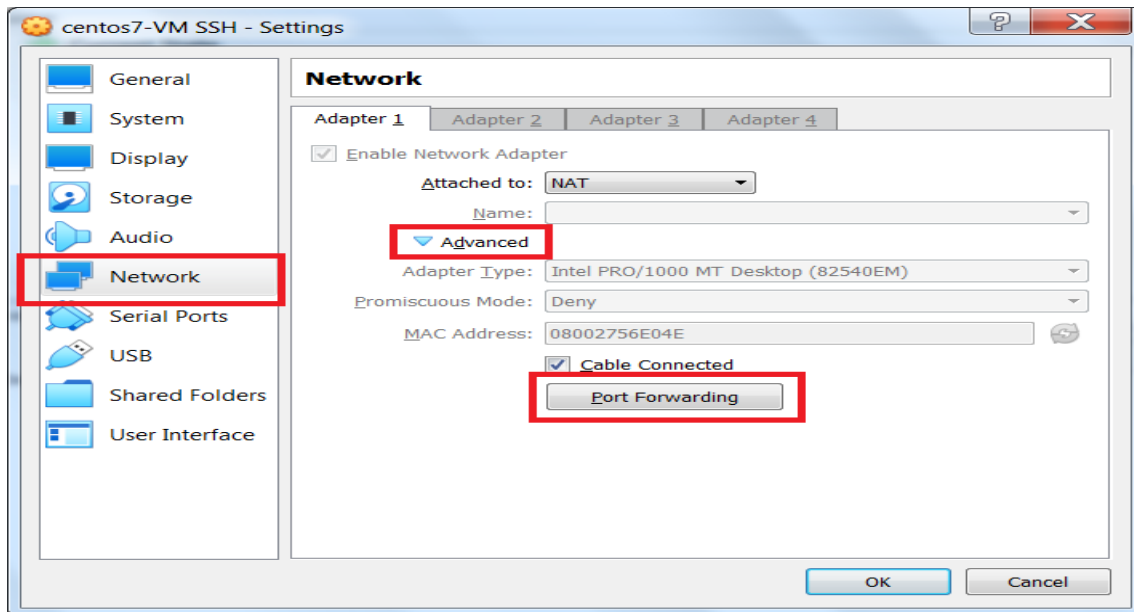 centos7-VM SSH - Settings
General
System
Display
Storage
Audio
Network
Serial Ports
USB
Shared Folders
User Interface
Network
Adapter 1 Adapter 2 Adapter 3 Adapter 4
Enable Network Adapter
Attached to: NAT
Name:
Advanced
Adapter Type: Intel PRO/1000 MT Desktop (82540EM)
Promiscuous Mode: Deny
MAC Address: 08002756E04E
Cable Connected
Port Forwarding
OK Cancel